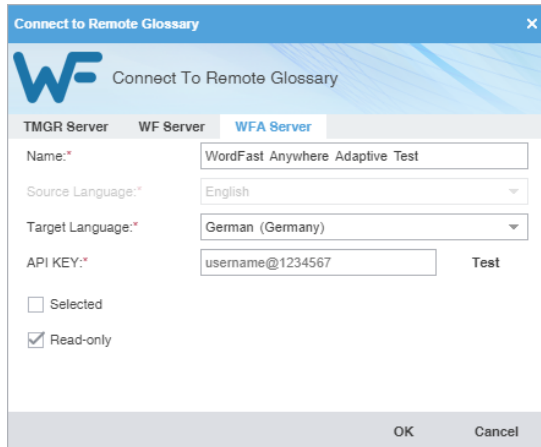 Connect to Remote Glossary
WF Connect To Remote Glossary
TMGR Server WF Server WFA Server
Name:* WordFast Anywhere Adaptive Test
Source Language:* English
Target Language:* German (Germany)
API KEY:* username@1234567 Test
Selected
Read-only
OK Cancel